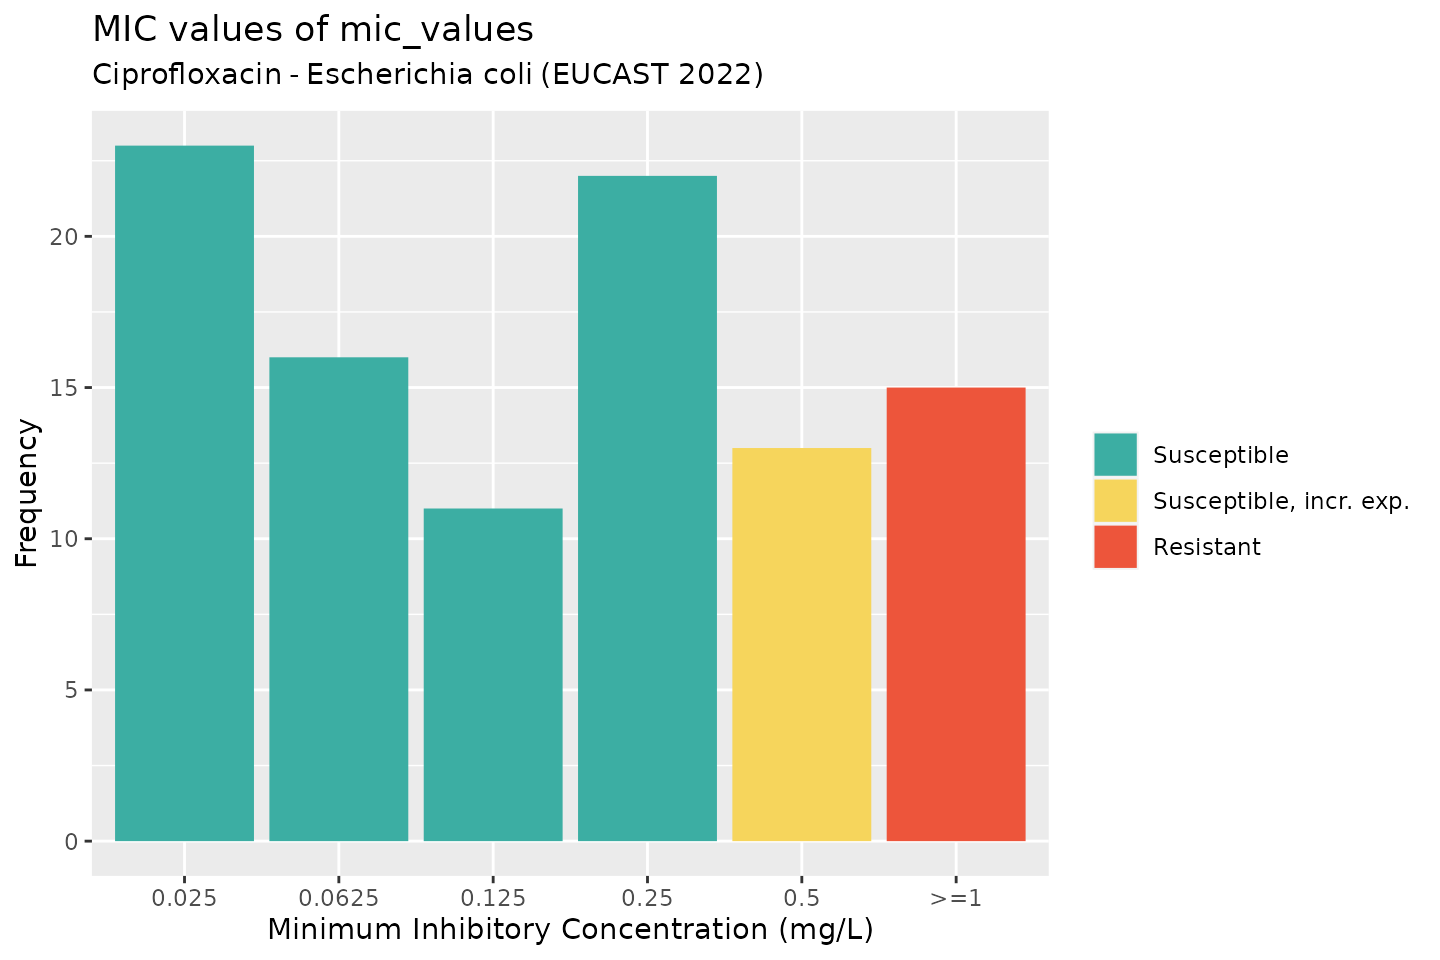 MIC values of mic_values
Ciprofloxacin - Escherichia coli (EUCAST 2022)
Frequency
20
15
10
5
0
0.025 0.0625 0.125 0.25 0.5 >=1
Minimum Inhibitory Concentration (mg/L)
Susceptible
Susceptible, incr. exp.
Resistant